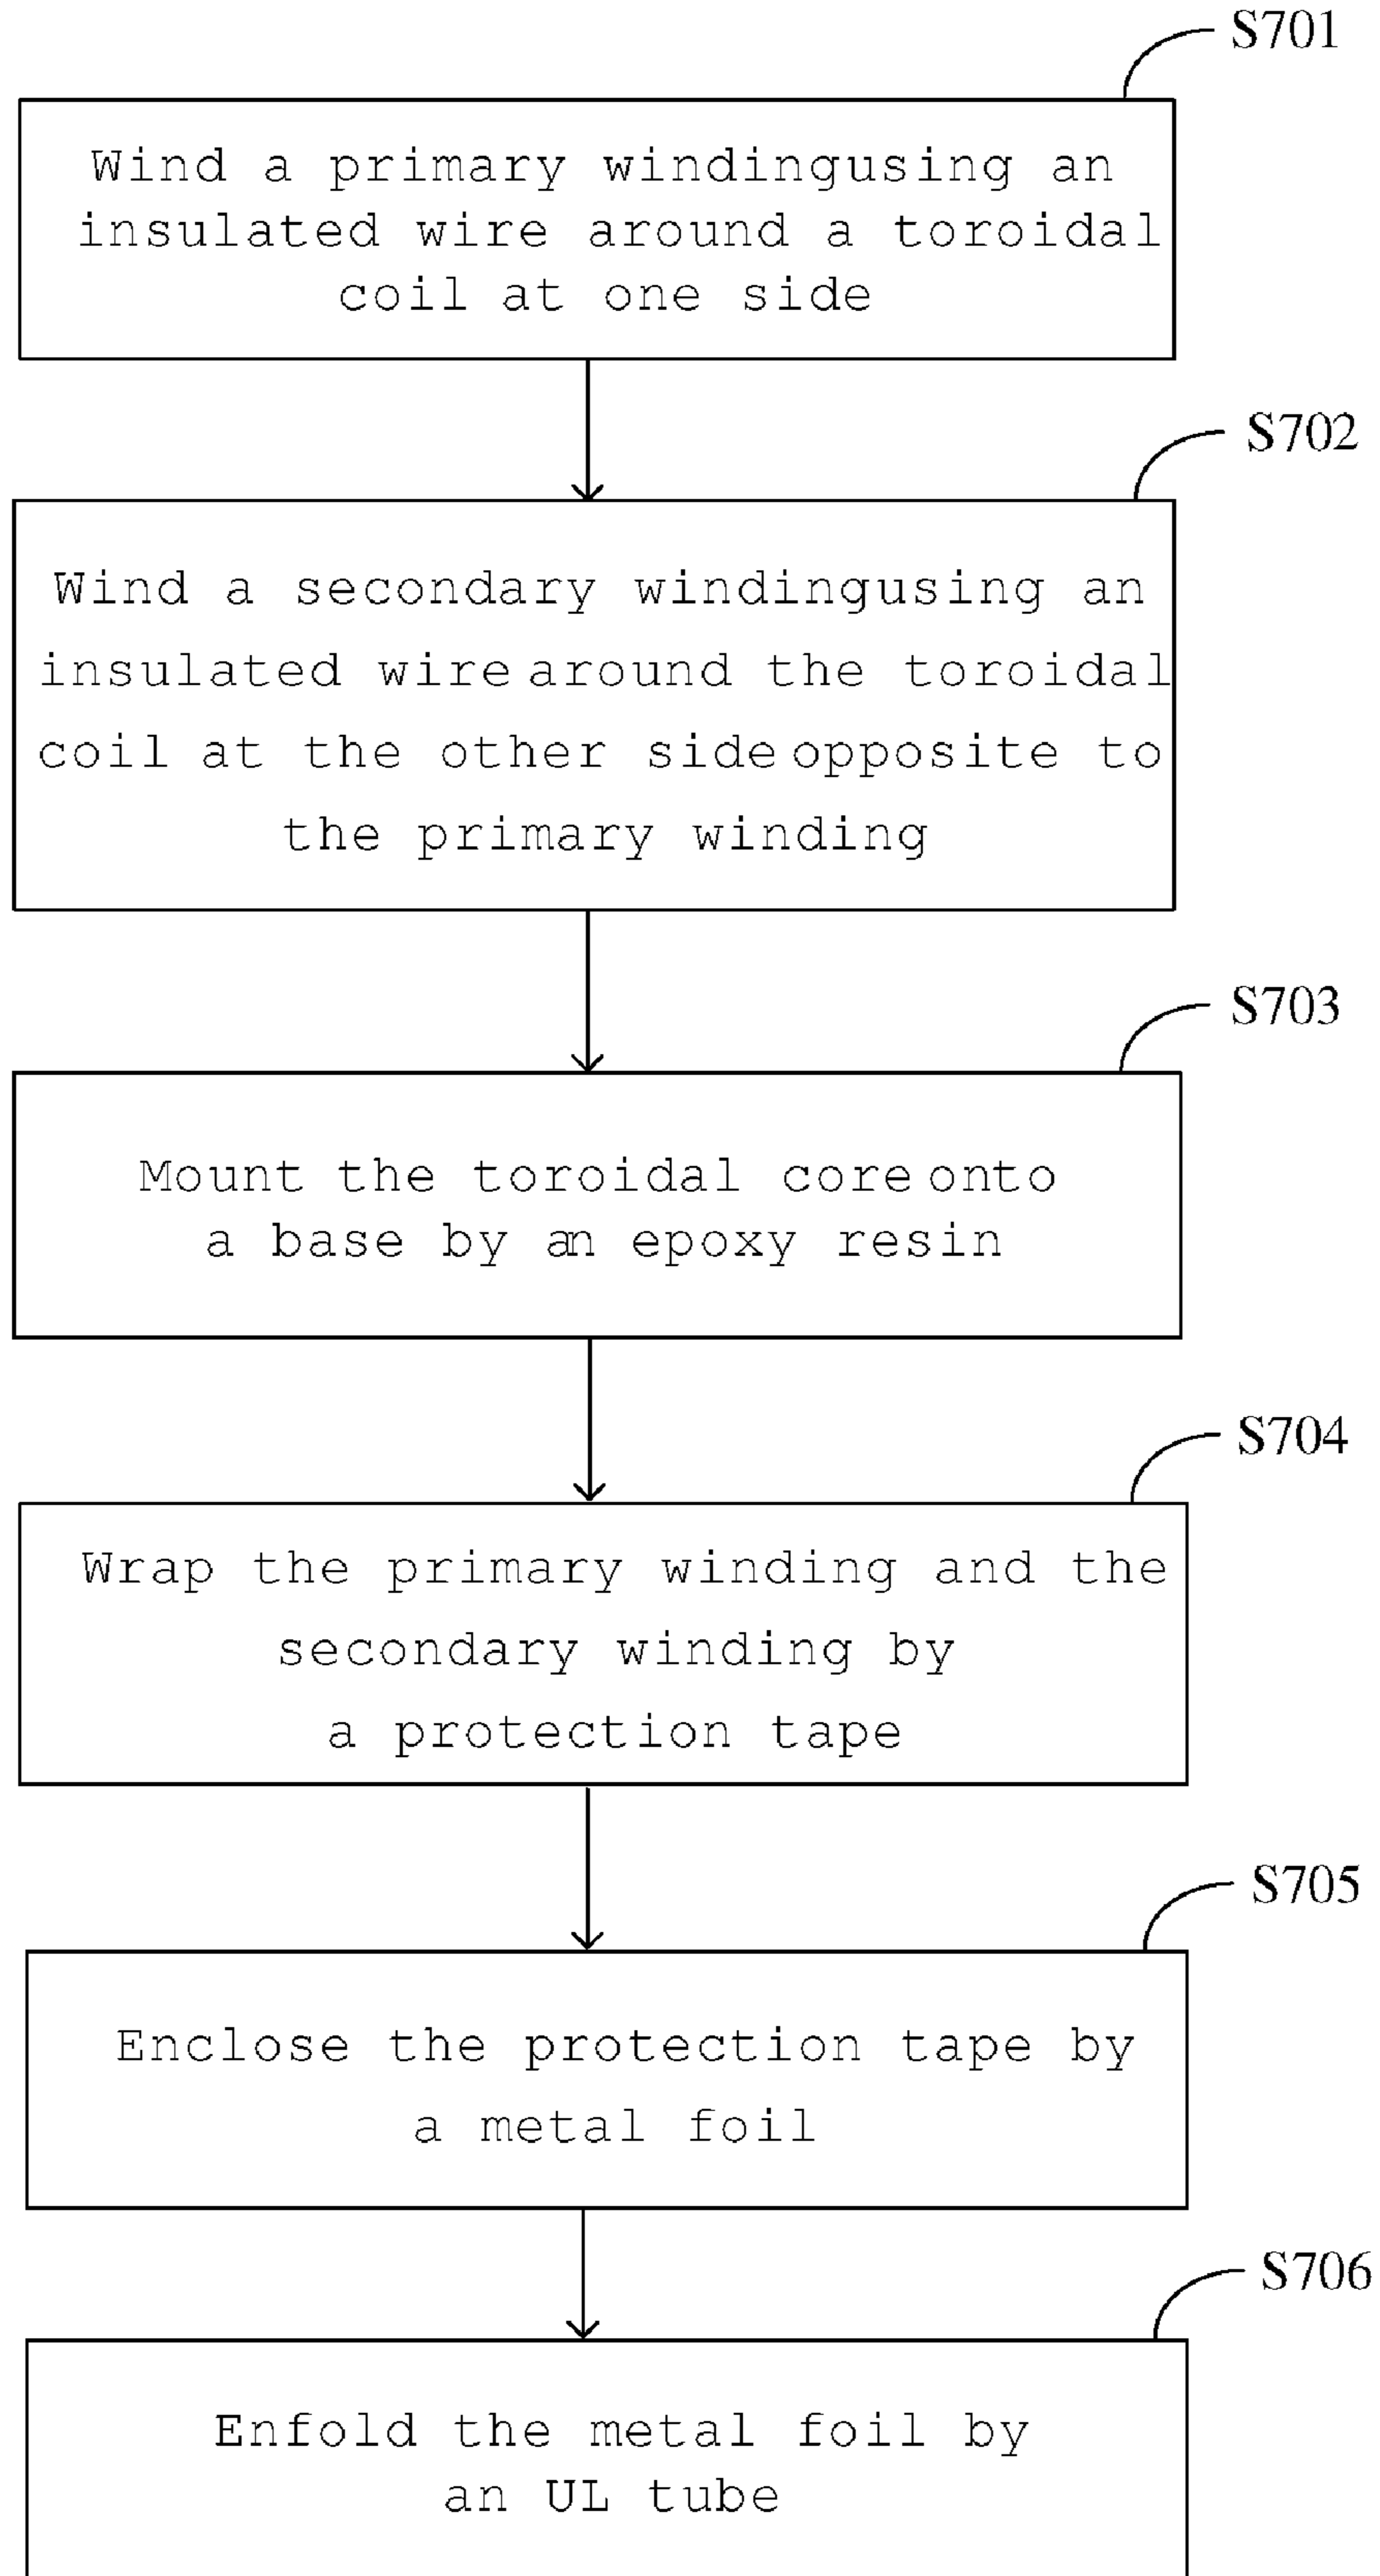 S701
Wind a primary windingusing an
insulated wire around a toroidal
coil at one side
S702
Wind a secondary windingusing an
insulated wire around the toroidal
coil at the other side opposite to
the primary winding
S703
Mount the toroidal core onto
a base by an epoxy resin
S704
Wrap the primary winding and the
secondary winding by
a protection tape
S705
Enclose the protection tape by
a metal foil
S706
Enfold the metal foil by
an UL tube